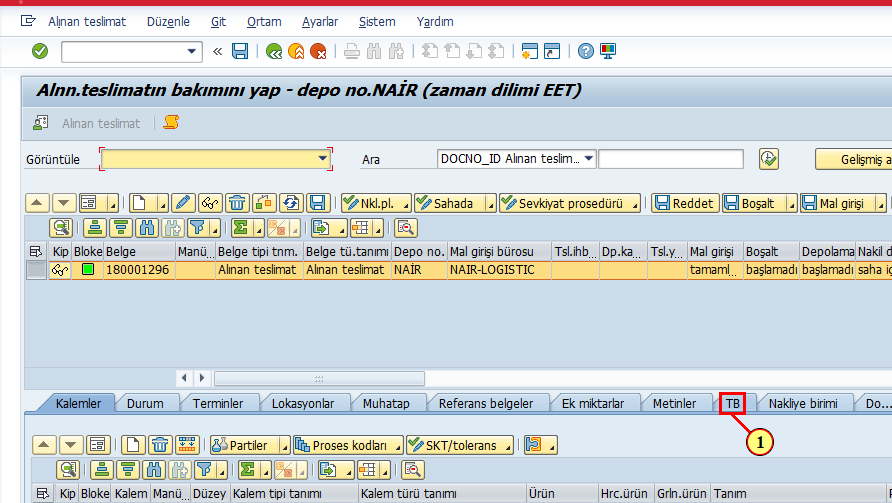 Alınan teslimat Düzenle Git Ortam Ayarlar Sistem Yardım
Alnn.teslimatın bakımını yap - depo no.NAİR (zaman dilimi EET)
Alınan teslimat
Görüntüle Ara DOCNO_ID Alınan teslim... Gelişmiş a
Nkl.pl. Sahada Sevkiyat prosedürü Reddet Boşalt Mal girişi
Kip Bloke Belge Manü... Belge tipi tnm. Belge tü.tanımı Depo no. Mal girişi bürosu Tsl.ihb... Dp.ka... Tsl.y... Mal girişi Boşalt Depolama Nakil d
180001296 Alınan teslimat Alınan teslimat NAİR NAIR-LOGISTIC tamaml... başlamadı başlamadı saha iç
Kalemler Durum Terminler Lokasyonlar Muhatap Referans belgeler Ek miktarlar Metinler TB Nakliye birimi Do...
1
Partiler Proses kodları SKT/tolerans
Kip Bloke Kalem Manü... Düzey Kalem tipi tanımı Kalem türü tanımı Ürün Hrc.ürün Grln.ürün Tanım